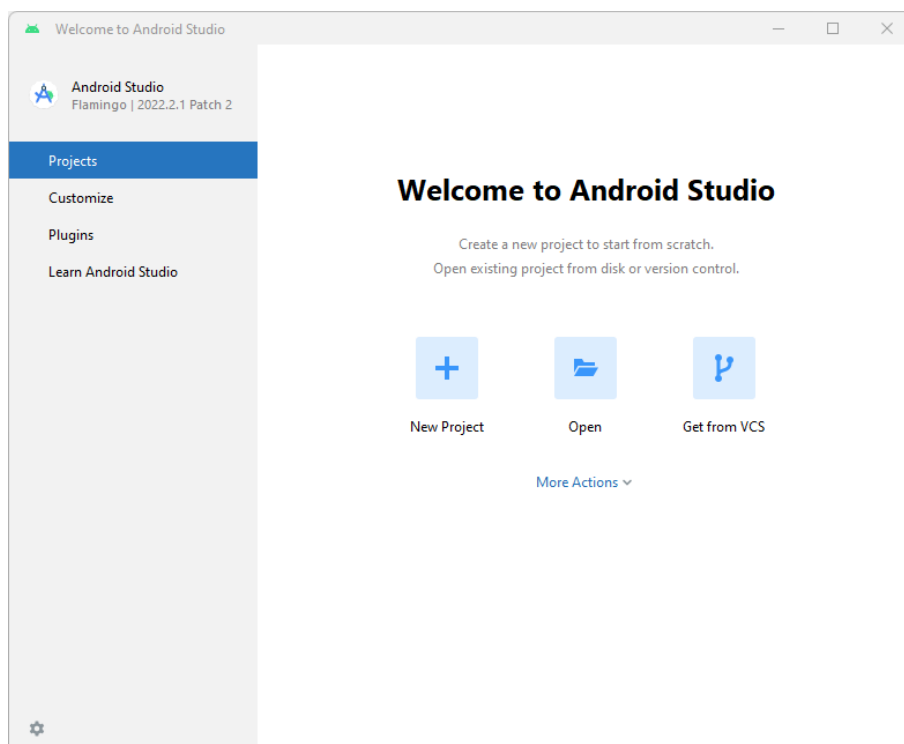 Welcome to Android Studio
Android Studio
Flamingo | 2022.2.1 Patch 2
Projects
Customize
Plugins
Learn Android Studio
Welcome to Android Studio
Create a new project to start from scratch.
Open existing project from disk or version control.
New Project
Open
Get from VCS
More Actions